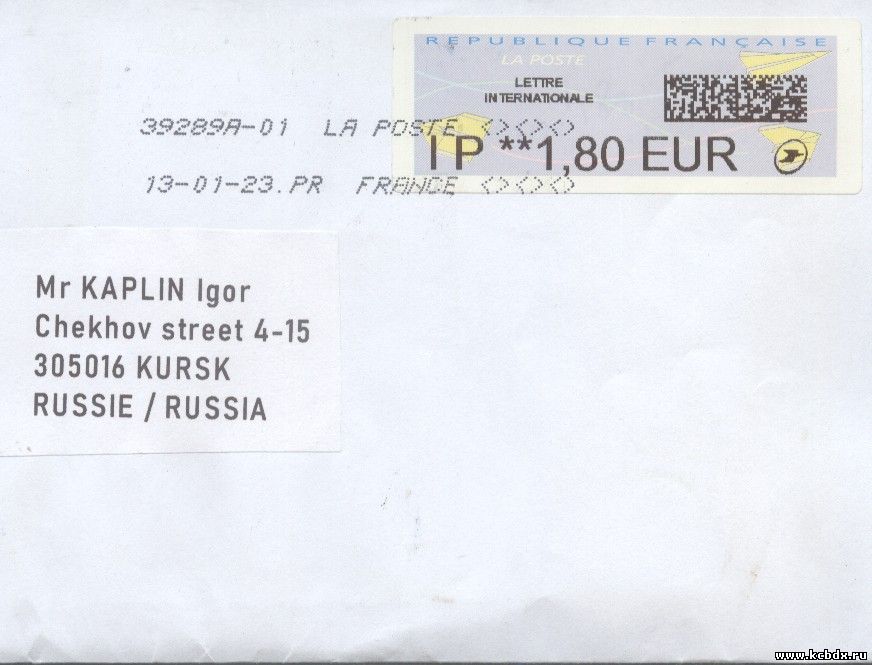 REPUBLIQUE FRANÇAISE
LA POSTE
LETTRE
INTERNATIONALE
IP **1,80 EUR
39289A-01 LA POSTE <><><>
13-01-23.PR FRANCE <><><>
Mr KAPLIN Igor
Chekhov street 4-15
305016 KURSK
RUSSIE / RUSSIA
www.kcbdx.ru